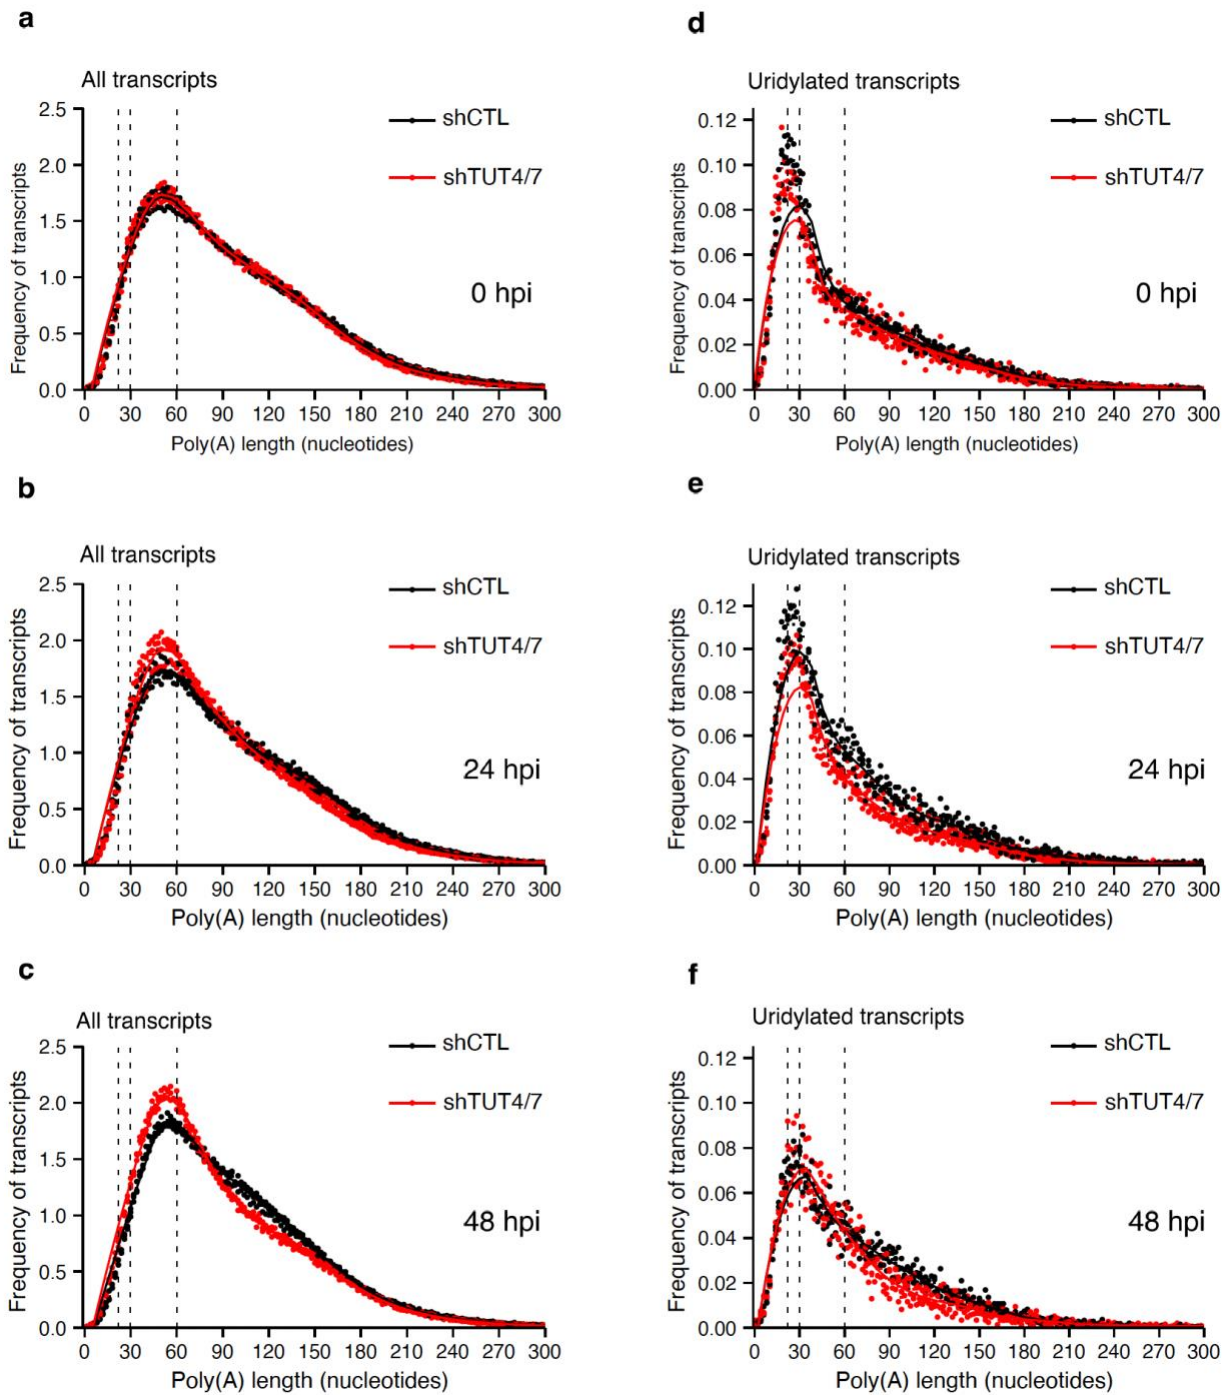 a
All transcripts
Frequency of transcripts
2.5
2.0
1.5
1.0
0.5
0.0
shCTL
shTUT4/7
0 hpi
0 30 60 90 120 150 180 210 240 270 300
Poly(A) length (nucleotides)
d
Uridylated transcripts
Frequency of transcripts
0.12
0.10
0.08
0.06
0.04
0.02
0.00
shCTL
shTUT4/7
0 hpi
0 30 60 90 120 150 180 210 240 270 300
Poly(A) length (nucleotides)
b
All transcripts
Frequency of transcripts
2.5
2.0
1.5
1.0
0.5
0.0
shCTL
shTUT4/7
24 hpi
0 30 60 90 120 150 180 210 240 270 300
Poly(A) length (nucleotides)
e
Uridylated transcripts
Frequency of transcripts
0.12
0.10
0.08
0.06
0.04
0.02
0.00
shCTL
shTUT4/7
24 hpi
0 30 60 90 120 150 180 210 240 270 300
Poly(A) length (nucleotides)
c
All transcripts
Frequency of transcripts
2.5
2.0
1.5
1.0
0.5
0.0
shCTL
shTUT4/7
48 hpi
0 30 60 90 120 150 180 210 240 270 300
Poly(A) length (nucleotides)
f
Uridylated transcripts
Frequency of transcripts
0.12
0.10
0.08
0.06
0.04
0.02
0.00
shCTL
shTUT4/7
48 hpi
0 30 60 90 120 150 180 210 240 270 300
Poly(A) length (nucleotides)